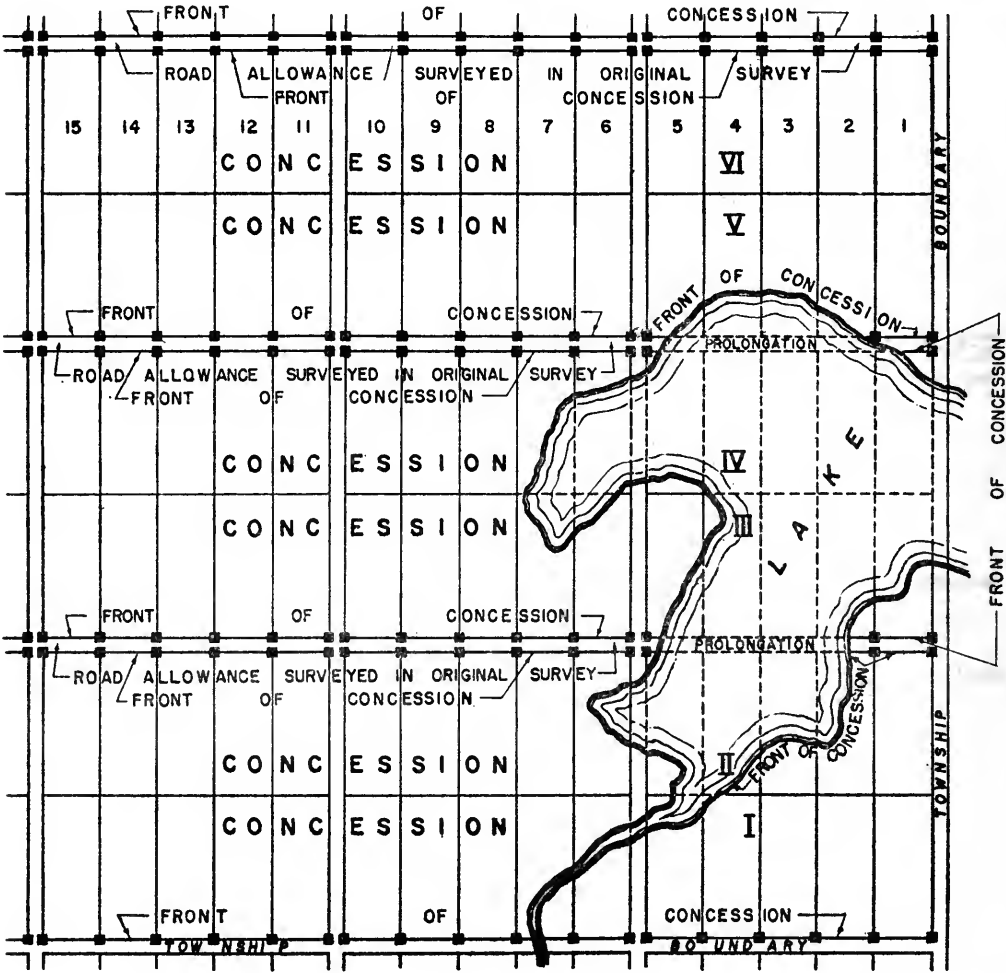 FRONT OF CONCESSION
ROAD ALLOWANCE SURVEYED IN ORIGINAL SURVEY
FRONT OF CONCESSION
15 14 13 12 11 10 9 8 7 6 5 4 3 2 1
CONCESSION VI
CONCESSION V
BOUNDARY
FRONT OF CONCESSION
FRONT OF CONCESSION
PROLONGATION
ROAD ALLOWANCE SURVEYED IN ORIGINAL SURVEY
FRONT OF CONCESSION
FRONT OF CONCESSION
CONCESSION IV
LAKE
CONCESSION III
FRONT OF CONCESSION
PROLONGATION
ROAD ALLOWANCE SURVEYED IN ORIGINAL SURVEY
FRONT OF CONCESSION
FRONT OF CONCESSION
CONCESSION II
TOWNSHIP
CONCESSION I
FRONT OF CONCESSION
TOWNSHIP BOUNDARY